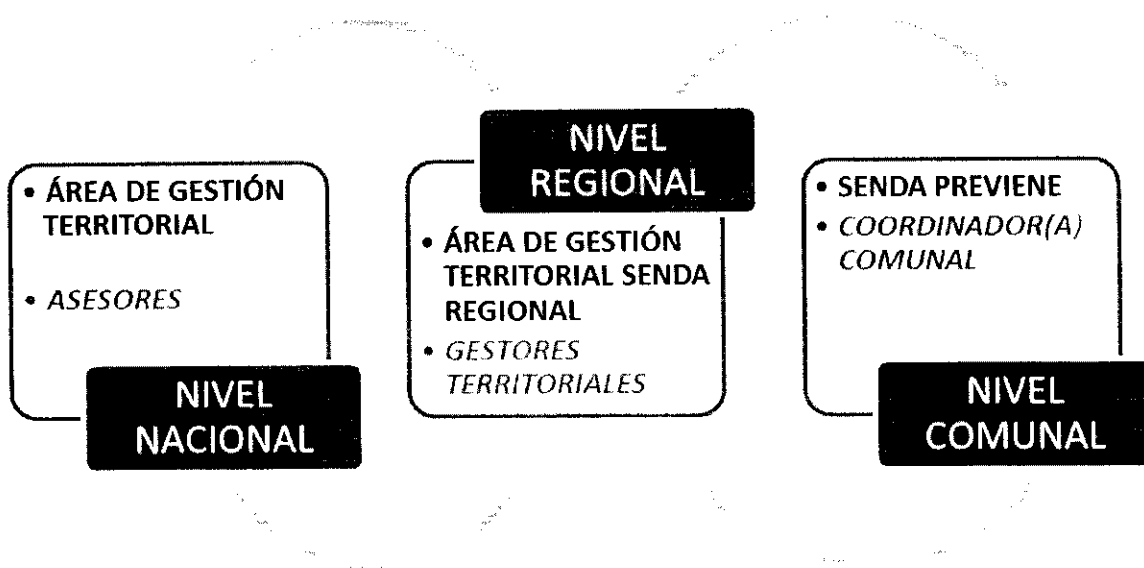 • ÁREA DE GESTIÓN
TERRITORIAL
• ASESORES
NIVEL
NACIONAL
NIVEL
REGIONAL
• ÁREA DE GESTIÓN
TERRITORIAL SENDA
REGIONAL
• GESTORES
TERRITORIALES
• SENDA PREVIENE
• COORDINADOR(A)
COMUNAL
NIVEL
COMUNAL